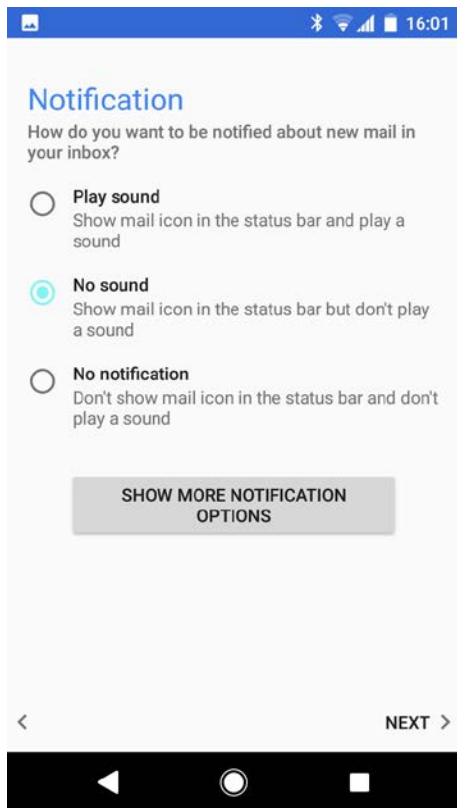 16:01
Notification
How do you want to be notified about new mail in
your inbox?
Play sound
Show mail icon in the status bar and play a
sound
No sound
Show mail icon in the status bar but don't play
a sound
No notification
Don't show mail icon in the status bar and don't
play a sound
SHOW MORE NOTIFICATION
OPTIONS
NEXT